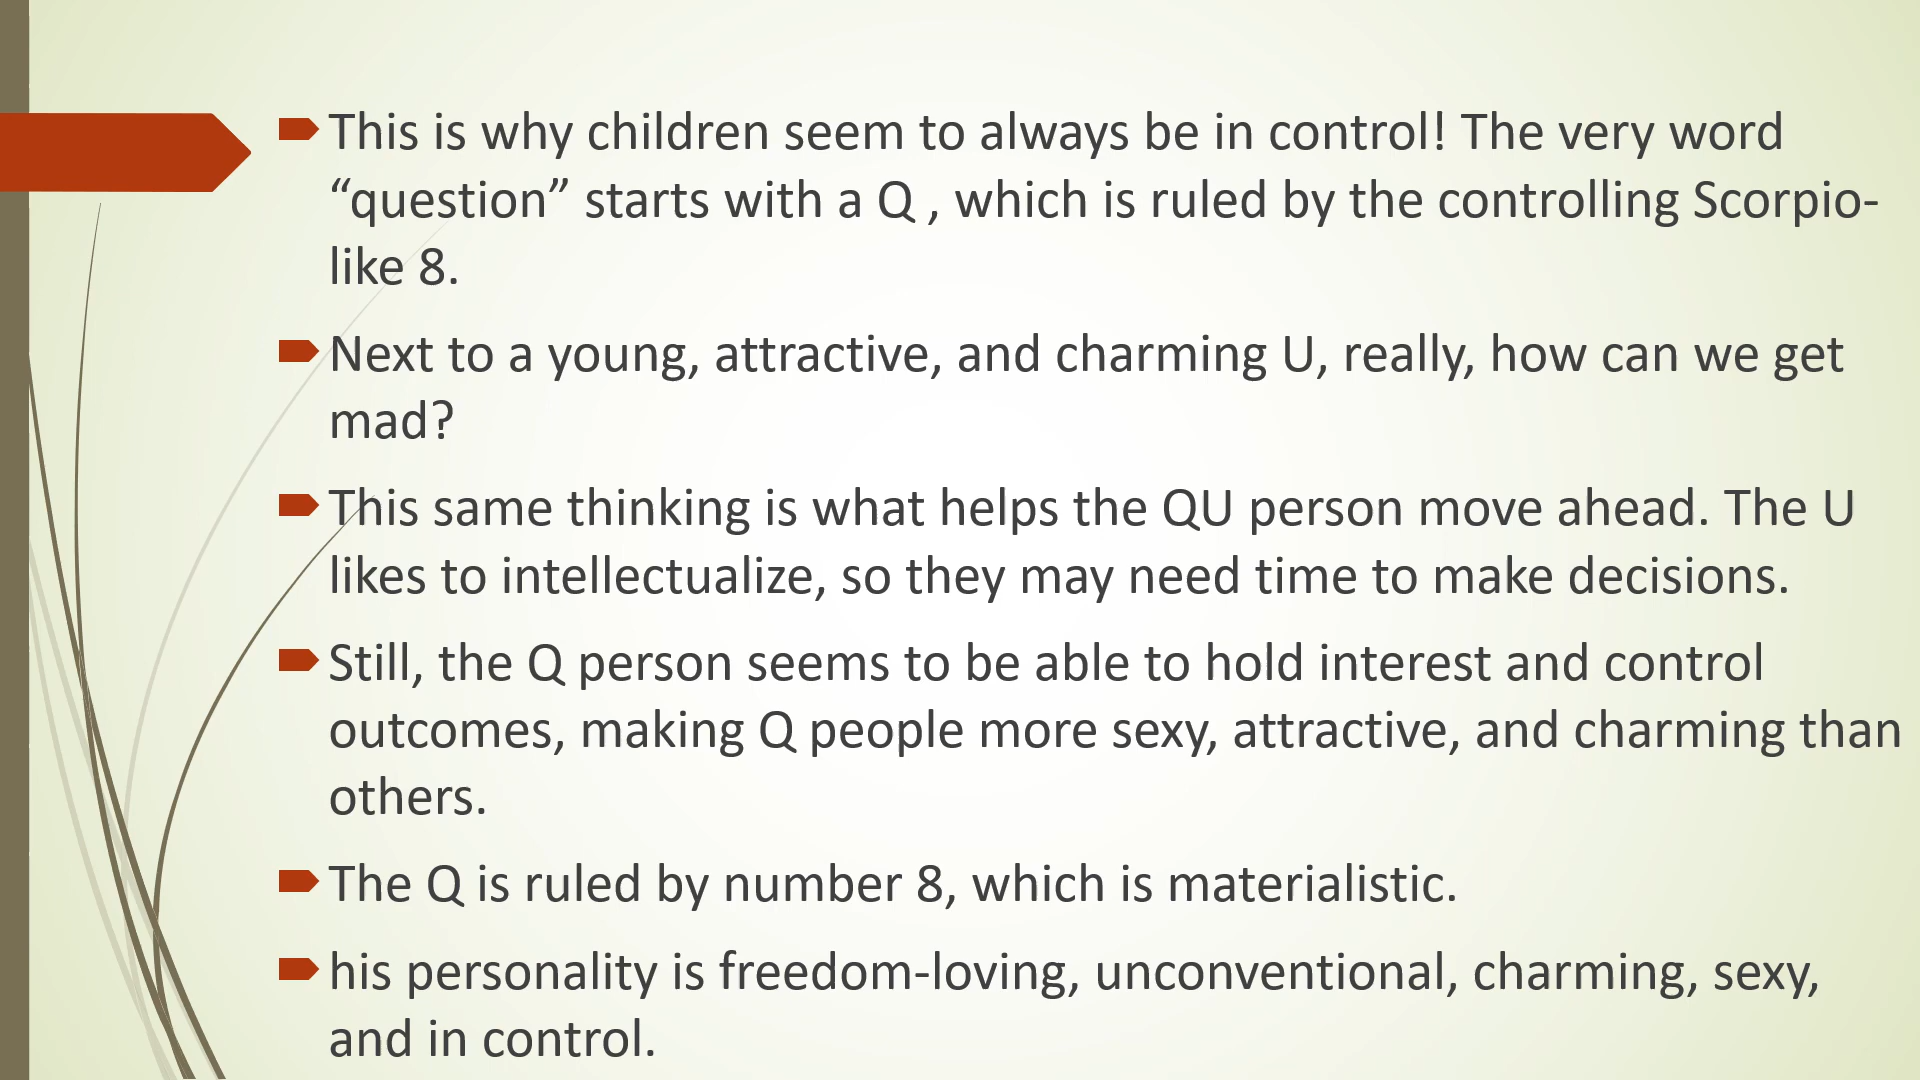 This is why children seem to always be in control! The very word
“question” starts with a Q , which is ruled by the controlling Scorpio-
like 8.
Next to a young, attractive, and charming U, really, how can we get
mad?
This same thinking is what helps the QU person move ahead. The U
likes to intellectualize, so they may need time to make decisions.
Still, the Q person seems to be able to hold interest and control
outcomes, making Q people more sexy, attractive, and charming than
others.
The Q is ruled by number 8, which is materialistic.
his personality is freedom-loving, unconventional, charming, sexy,
and in control.